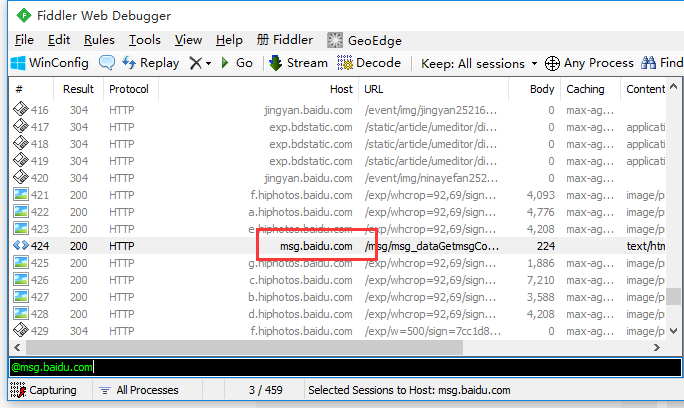 Fiddler Web Debugger
File Edit Rules Tools View Help 册 Fiddler GeoEdge
WinConfig Replay Go Stream Decode Keep: All sessions Any Process Find
# Result Protocol Host URL Body Caching Content
416 304 HTTP jingyan.baidu.com /event/img/jingyan25216... 0 max-ag...
417 304 HTTP exp.bdstatic.com /static/article/umeditor/di... 0 max-ag... applicatio
418 304 HTTP exp.bdstatic.com /static/article/umeditor/di... 0 max-ag... applicatio
419 304 HTTP exp.bdstatic.com /static/article/umeditor/di... 0 max-ag... applicatio
420 304 HTTP jingyan.baidu.com /event/img/ninayefan252... 0 max-ag...
421 200 HTTP f.hiphotos.baidu.com /exp/whcrop=92,69/sign... 4,093 max-ag... image/p
422 200 HTTP a.hiphotos.baidu.com /exp/whcrop=92,69/sign... 4,776 max-ag... image/p
423 200 HTTP e.hiphotos.baidu.com /exp/whcrop=92,69/sign... 4,208 max-ag... image/p
424 200 HTTP msg.baidu.com /msg/msg_dataGetmsgCo... 224 text/htm
425 200 HTTP g.hiphotos.baidu.com /exp/whcrop=92,69/sign... 1,886 max-ag... image/p
426 200 HTTP c.hiphotos.baidu.com /exp/whcrop=92,69/sign... 7,210 max-ag... image/p
427 200 HTTP b.hiphotos.baidu.com /exp/whcrop=92,69/sign... 3,588 max-ag... image/p
428 200 HTTP d.hiphotos.baidu.com /exp/whcrop=92,69/sign... 4,208 max-ag... image/p
429 304 HTTP f.hiphotos.baidu.com /exp/w=500/sign=7cc1d8... 0 max-ag... image/p
@msg.baidu.com
Capturing All Processes 3 / 459 Selected Sessions to Host: msg.baidu.com